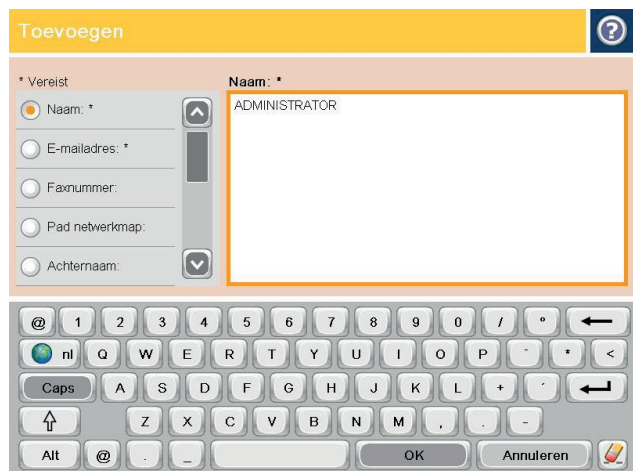 Toevoegen
?
* Vereist
Naam: *
E-mailadres: *
Faxnummer:
Pad netwerkmap:
Achternaam:
Naam: *
ADMINISTRATOR
@ 1 2 3 4 5 6 7 8 9 0 / °
nl Q W E R T Y U I O P ¨ * <
Caps A S D F G H J K L + ´
Z X C V B N M , . -
Alt @ . _ OK Annuleren